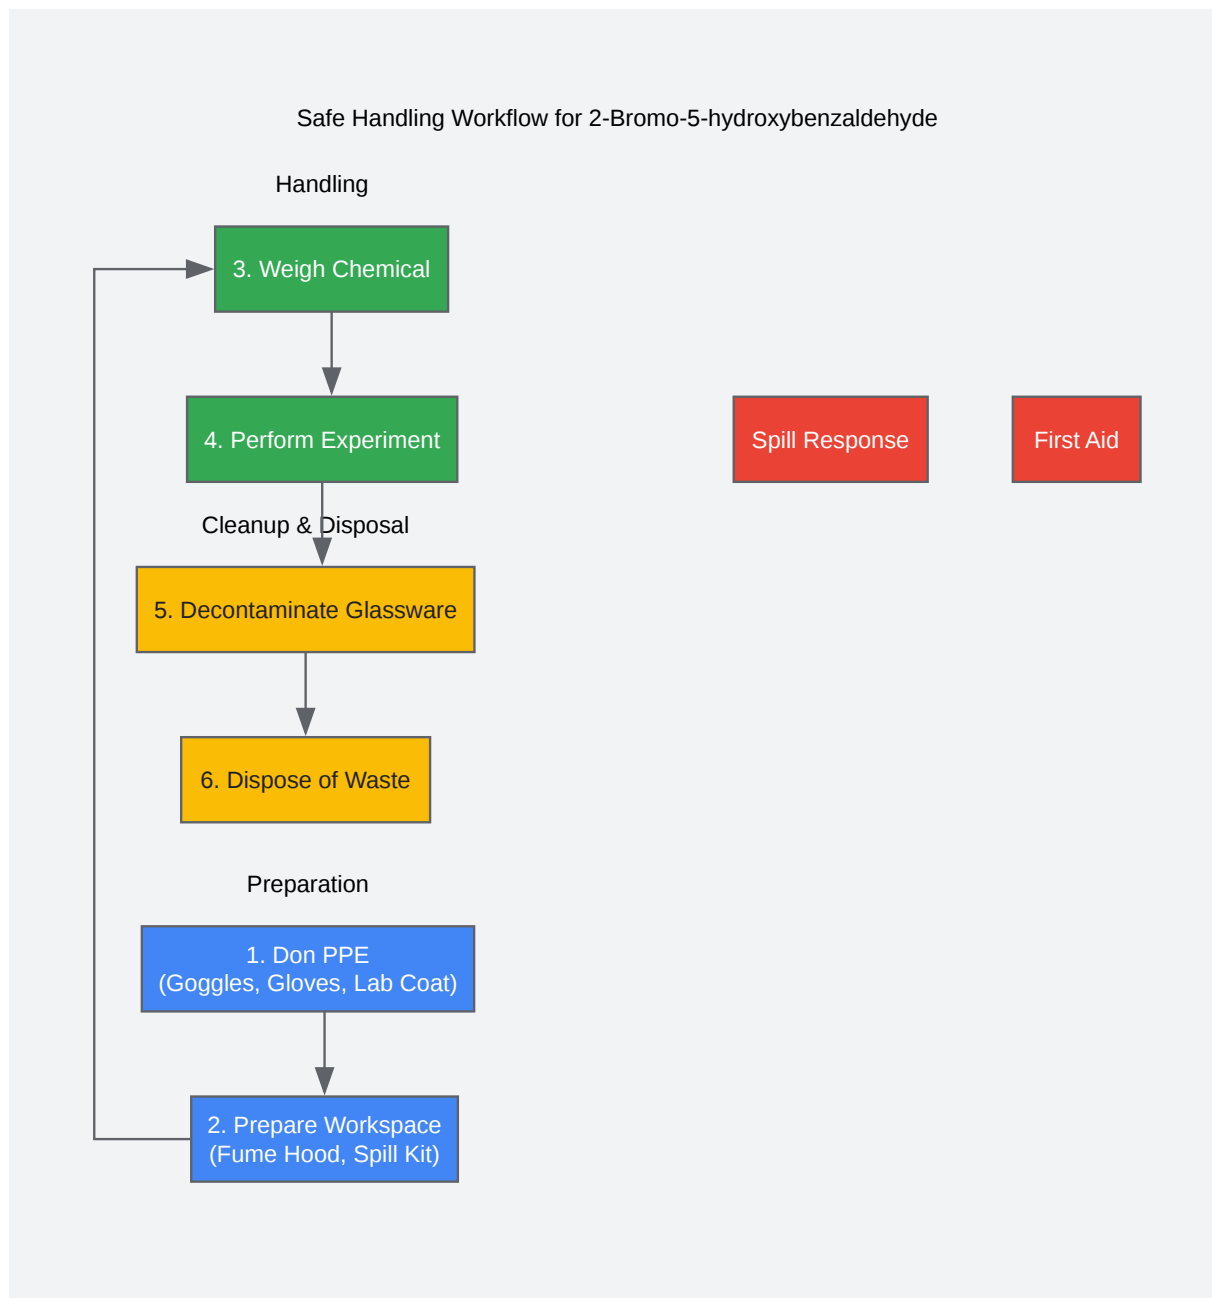 Safe Handling Workflow for 2-Bromo-5-hydroxybenzaldehyde
Handling
3. Weigh Chemical
4. Perform Experiment
Spill Response
First Aid
Cleanup & Disposal
5. Decontaminate Glassware
6. Dispose of Waste
Preparation
1. Don PPE
(Goggles, Gloves, Lab Coat)
2. Prepare Workspace
(Fume Hood, Spill Kit)